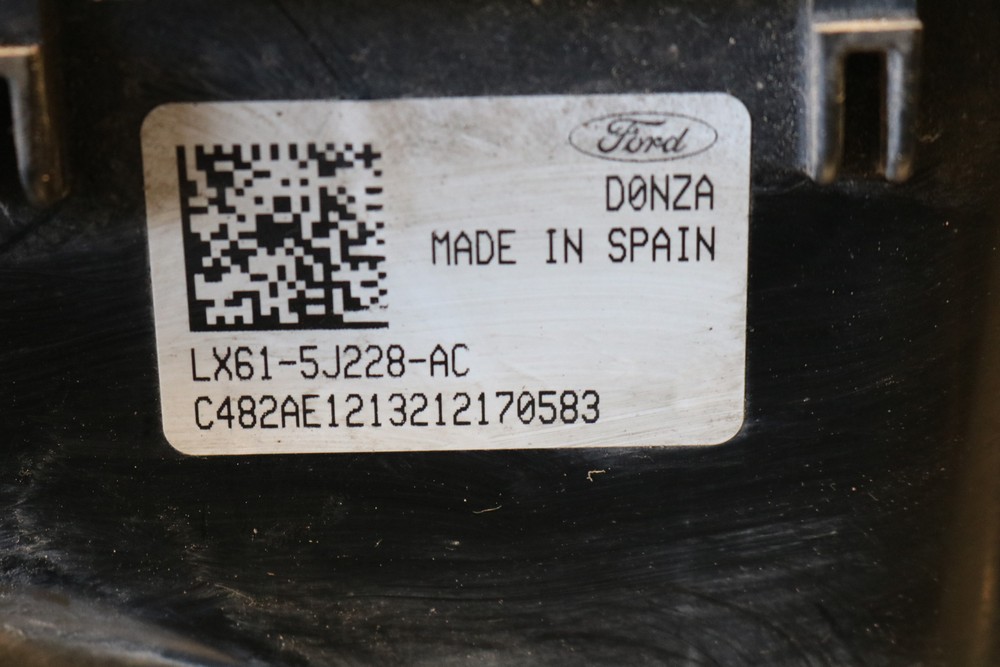 Ford
D0NZA
MADE IN SPAIN
LX61-5J228-AC
C482AE1213212170583